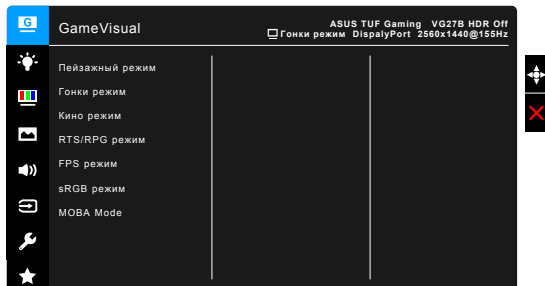 G
GameVisual
ASUS TUF Gaming VG27B HDR Off
Гонки режим DispalyPort 2560x1440@155Hz
Пейзажный режим
Гонки режим
Кино режим
RTS/RPG режим
FPS режим
sRGB режим
MOBA Mode